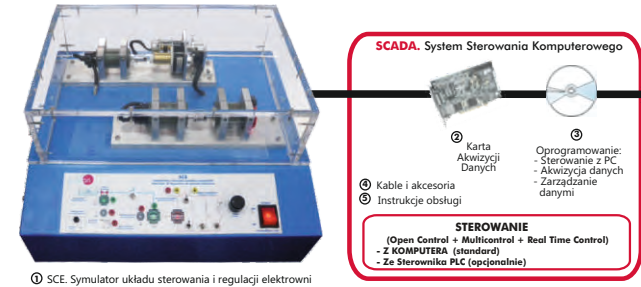 SCADA. System Sterowania Komputerowego
② Karta
Akwizycji
Danych
③
Oprogramowanie:
- Sterowanie z PC
- Akwizycja danych
- Zarządzanie
danymi
④ Kable i akcesoria
⑤ Instrukcje obsługi
STEROWANIE
(Open Control + Multicontrol + Real Time Control)
- Z KOMPUTERA (standard)
- Ze Sterownika PLC (opcjonalnie)
① SCE. Symulator układu sterowania i regulacji elektrowni